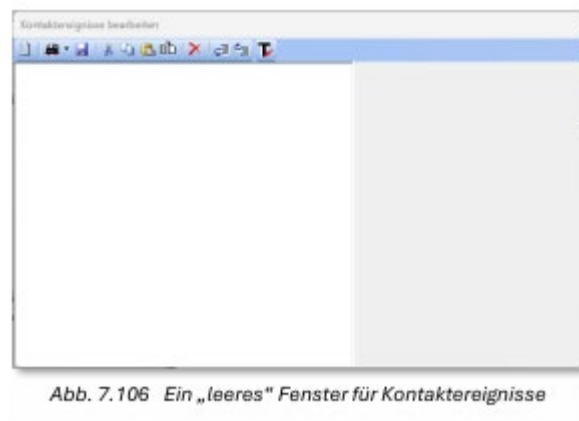 Kontaktereignisse bearbeiten
Abb. 7.106 Ein „leeres“ Fenster für Kontaktereignisse